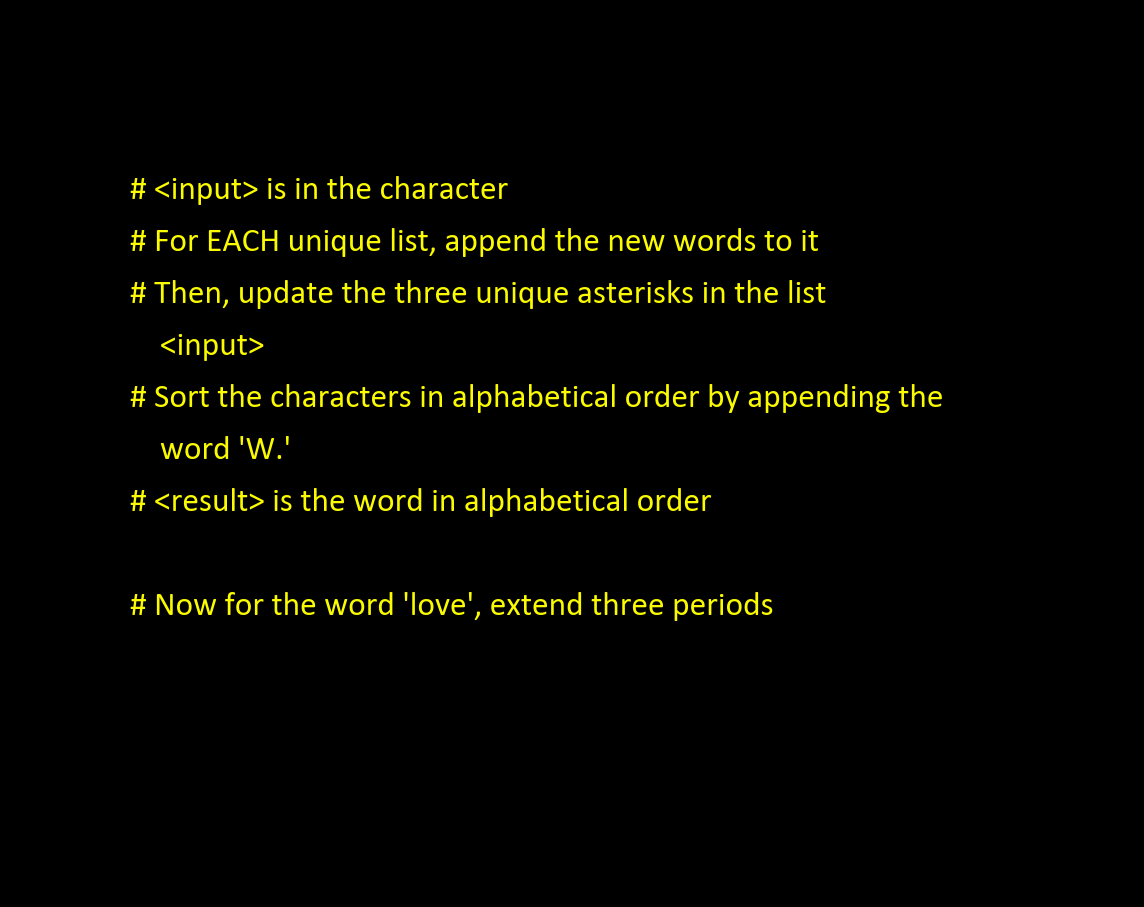 # <input> is in the character
# For EACH unique list, append the new words to it
# Then, update the three unique asterisks in the list
<input>
# Sort the characters in alphabetical order by appending the
word 'W.'
# <result> is the word in alphabetical order
# Now for the word 'love', extend three periods